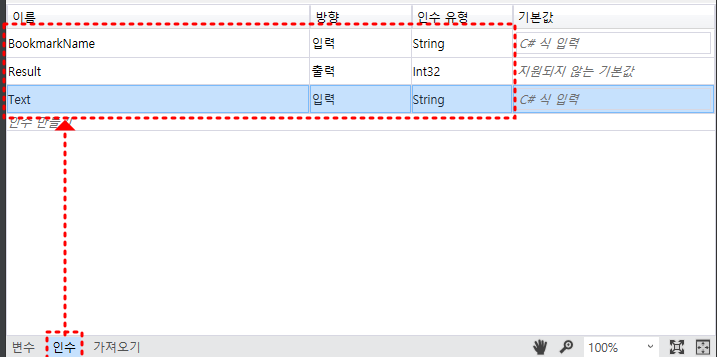 이름 방향 인수 유형 기본값
BookmarkName 입력 String C# 식 입력
Result 출력 Int32 지원되지 않는 기본값
Text 입력 String C# 식 입력
인수 만들기
변수 인수 가져오기 100%